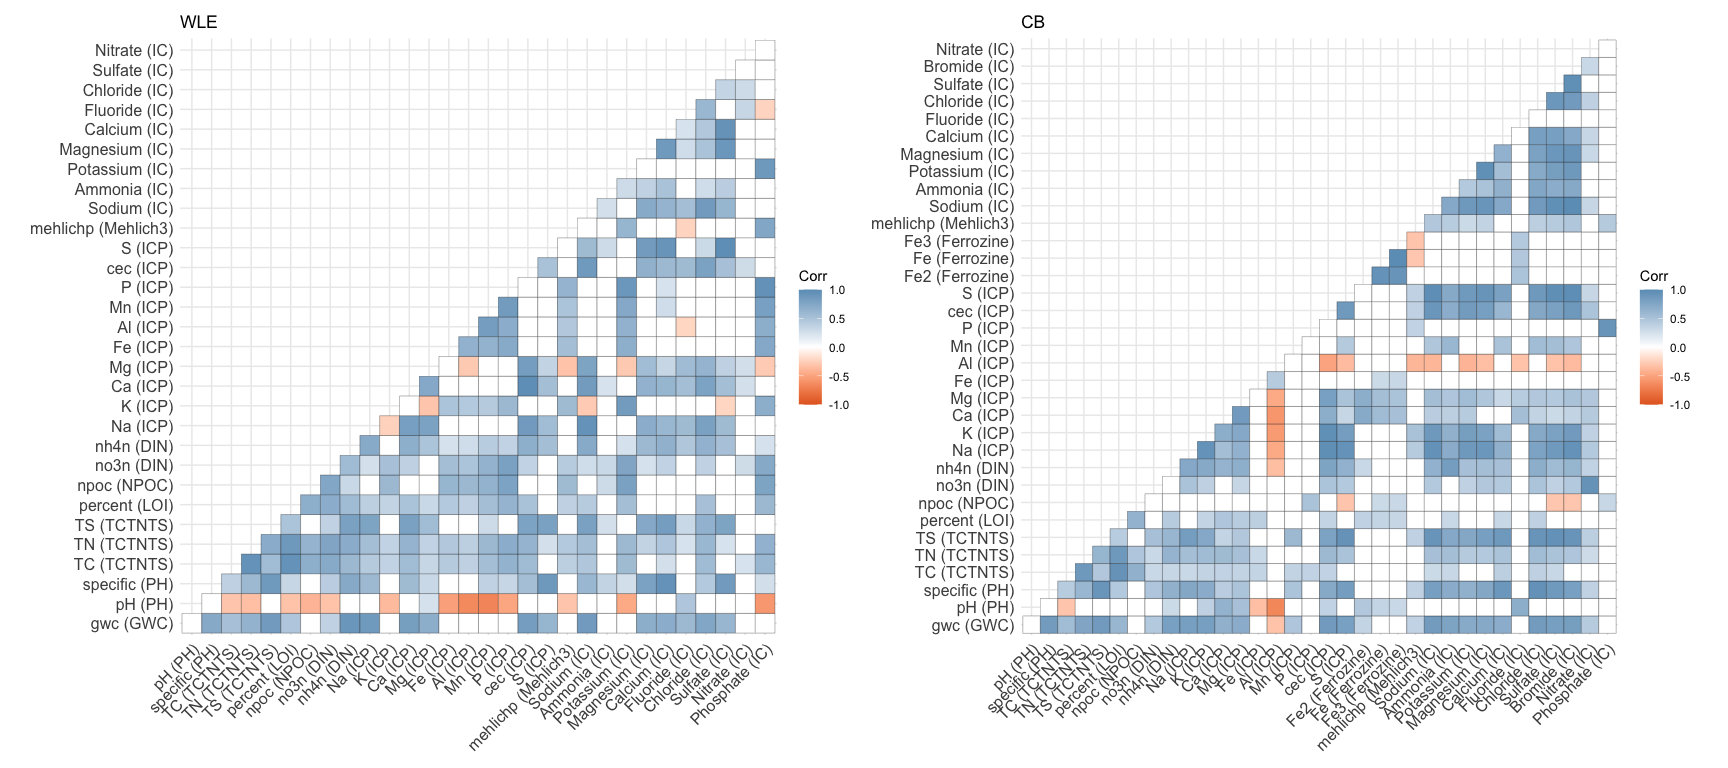 WLE
Nitrate (IC)
Sulfate (IC)
Chloride (IC)
Fluoride (IC)
Calcium (IC)
Magnesium (IC)
Potassium (IC)
Ammonia (IC)
Sodium (IC)
mehlichp (Mehlich3)
S (ICP)
cec (ICP)
P (ICP)
Mn (ICP)
Al (ICP)
Fe (ICP)
Mg (ICP)
Ca (ICP)
K (ICP)
Na (ICP)
nh4n (DIN)
no3n (DIN)
npoc (NPOC)
percent (LOI)
TS (TCTNTS)
TN (TCTNTS)
TC (TCTNTS)
specific (PH)
pH (PH)
gwc (GWC)
pH (PH)
specific (PH)
TC (TCTNTS)
TN (TCTNTS)
TS (TCTNTS)
percent (LOI)
npoc (NPOC)
no3n (DIN)
nh4n (DIN)
Na (ICP)
K (ICP)
Ca (ICP)
Mg (ICP)
Fe (ICP)
Al (ICP)
Mn (ICP)
P (ICP)
cec (ICP)
S (ICP)
mehlichp (Mehlich3)
Sodium (IC)
Ammonia (IC)
Potassium (IC)
Magnesium (IC)
Calcium (IC)
Fluoride (IC)
Chloride (IC)
Sulfate (IC)
Nitrate (IC)
Phosphate (IC)
Corr
1.0
0.5
0.0
-0.5
-1.0
CB
Nitrate (IC)
Bromide (IC)
Sulfate (IC)
Chloride (IC)
Fluoride (IC)
Calcium (IC)
Magnesium (IC)
Potassium (IC)
Ammonia (IC)
Sodium (IC)
mehlichp (Mehlich3)
Fe3 (Ferrozine)
Fe (Ferrozine)
Fe2 (Ferrozine)
S (ICP)
cec (ICP)
P (ICP)
Mn (ICP)
Al (ICP)
Fe (ICP)
Mg (ICP)
Ca (ICP)
K (ICP)
Na (ICP)
nh4n (DIN)
no3n (DIN)
npoc (NPOC)
percent (LOI)
TS (TCTNTS)
TN (TCTNTS)
TC (TCTNTS)
specific (PH)
pH (PH)
gwc (GWC)
pH (PH)
specific (PH)
TC (TCTNTS)
TN (TCTNTS)
TS (TCTNTS)
percent (LOI)
npoc (NPOC)
no3n (DIN)
nh4n (DIN)
Na (ICP)
K (ICP)
Ca (ICP)
Mg (ICP)
Fe (ICP)
Al (ICP)
Mn (ICP)
P (ICP)
cec (ICP)
S (ICP)
Fe2 (Ferrozine)
Fe (Ferrozine)
Fe3 (Ferrozine)
mehlichp (Mehlich3)
Sodium (IC)
Ammonia (IC)
Potassium (IC)
Magnesium (IC)
Calcium (IC)
Fluoride (IC)
Chloride (IC)
Sulfate (IC)
Bromide (IC)
Nitrate (IC)
Phosphate (IC)
Corr
1.0
0.5
0.0
-0.5
-1.0